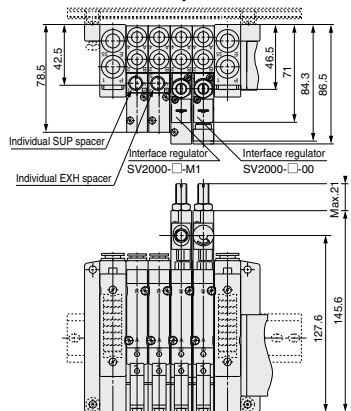 78.5
42.5
46.5
71
84.3
86.5
Individual SUP spacer
Interface regulator
SV2000-□-M1
Interface regulator
SV2000-□-00
Individual EXH spacer
Max.21
127.6
145.6